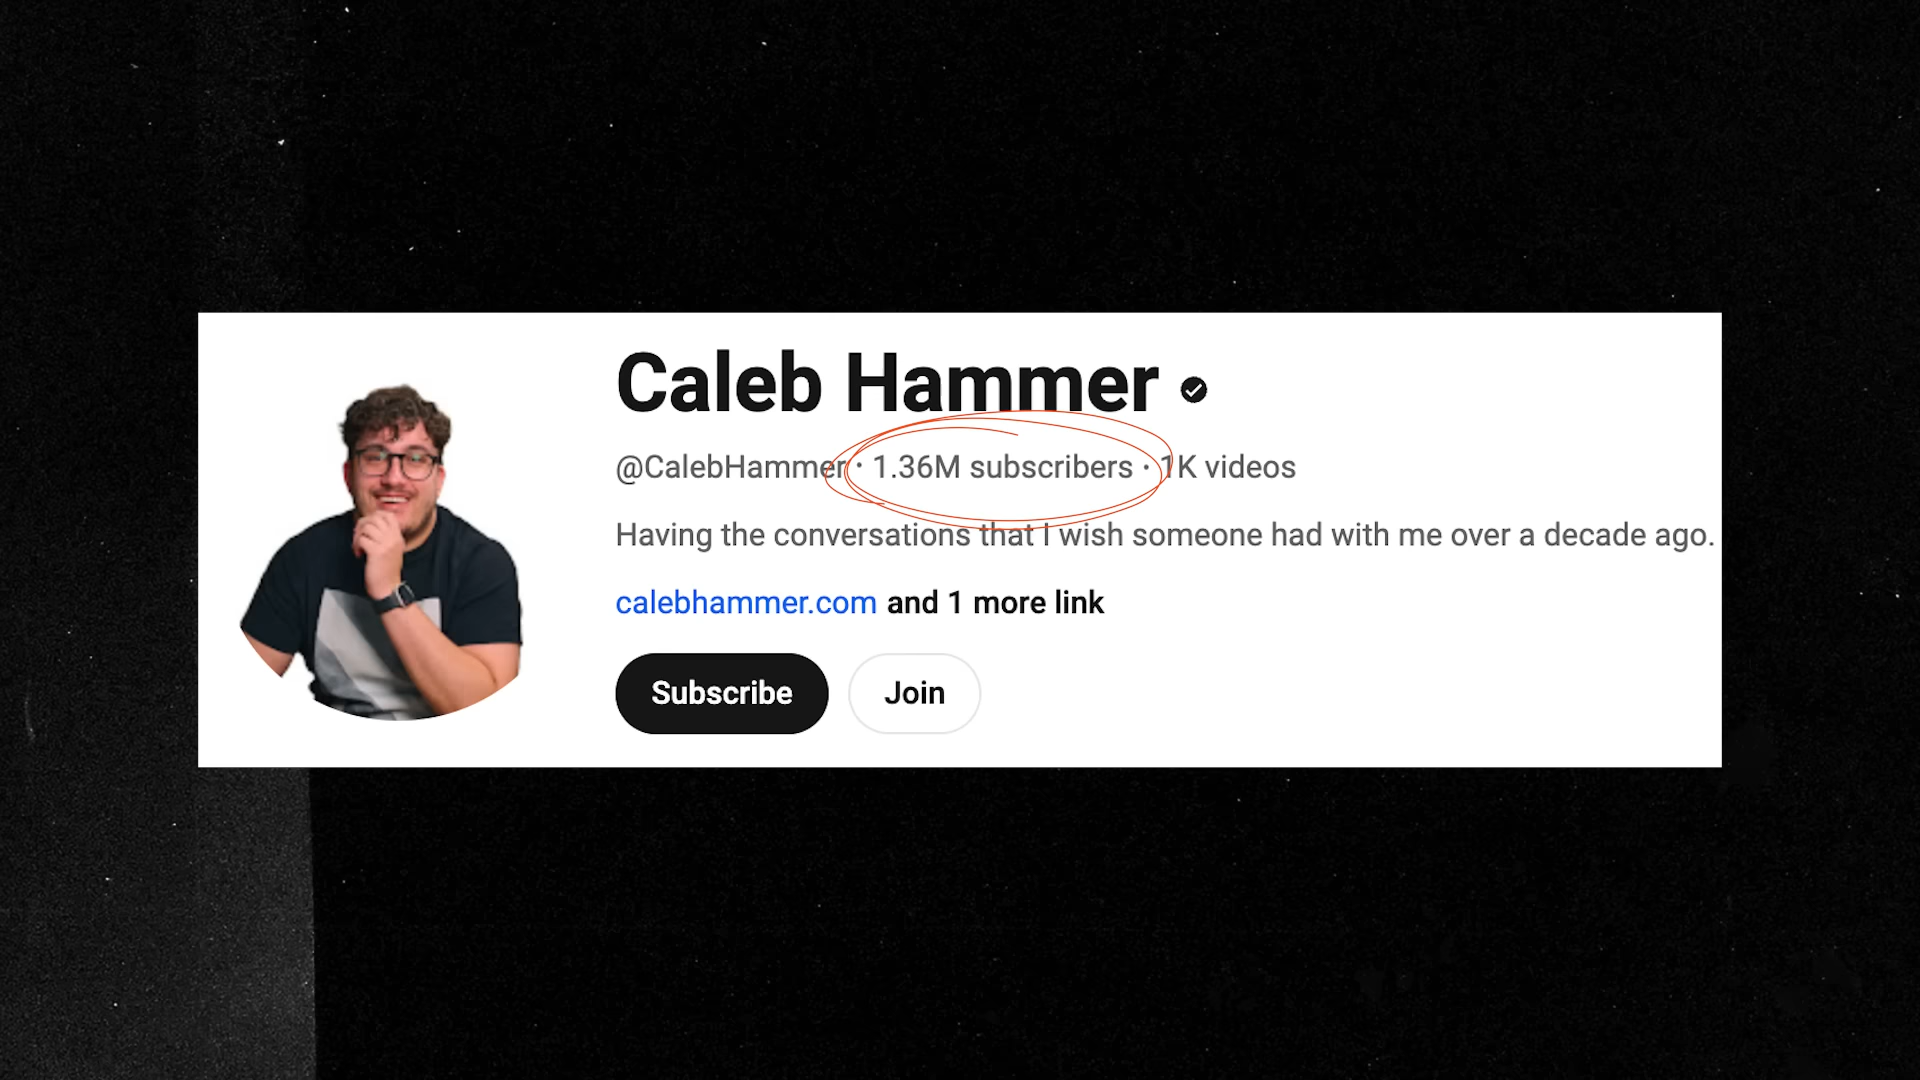 Caleb Hammer
@CalebHammer · 1.36M subscribers · 1K videos
Having the conversations that I wish someone had with me over a decade ago.
calebhammer.com and 1 more link
Subscribe Join